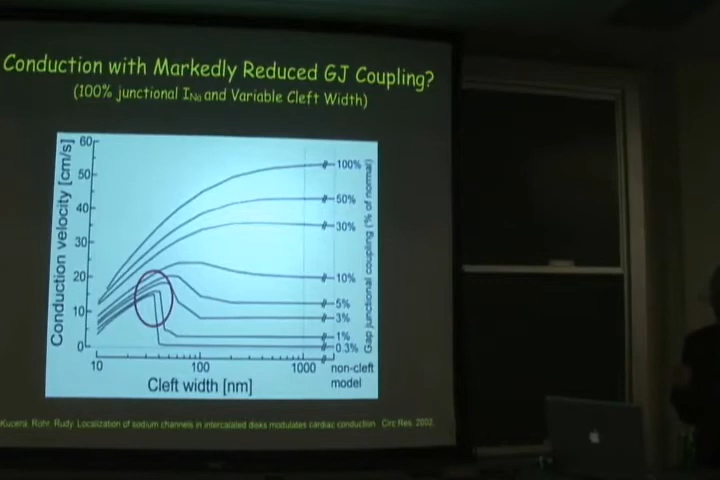 Conduction with Markedly Reduced GJ Coupling?
(100% junctional INa and Variable Cleft Width)
Conduction velocity [cm/s]
60
50
40
30
20
10
0
100%
50%
30%
10%
5%
3%
1%
0.3%
Gap junctional coupling (% of normal)
10
100
1000
non-cleft
model
Cleft width [nm]
Kucera, Rohr, Rudy. Localization of sodium channels in intercalated disks modulates cardiac conduction. Circ Res. 2002.